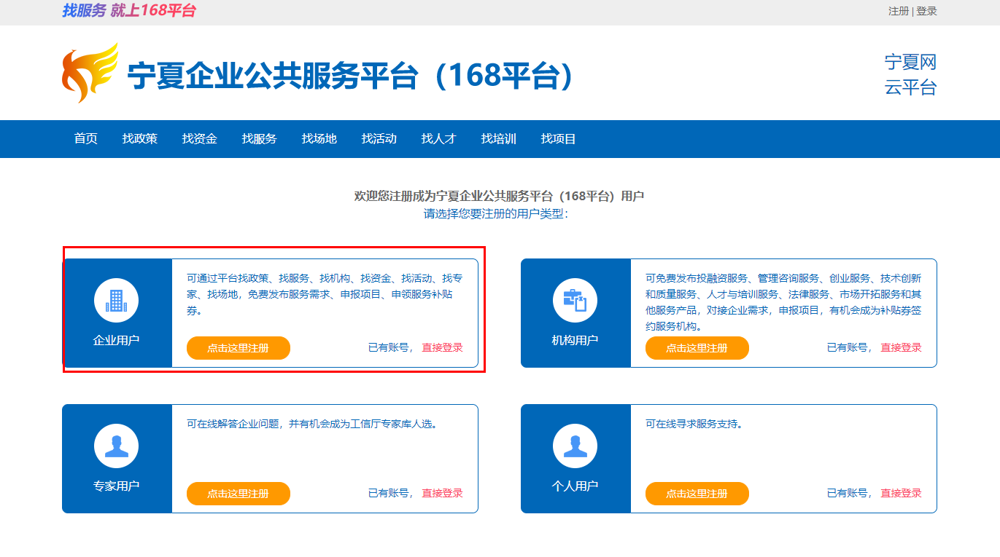 找服务 就上168平台
注册 | 登录
宁夏企业公共服务平台（168平台）
宁夏网
云平台
首页 找政策 找资金 找服务 找场地 找活动 找人才 找培训 找项目
欢迎您注册成为宁夏企业公共服务平台（168平台）用户
请选择您要注册的用户类型：
企业用户
可通过平台找政策、找服务、找机构、找资金、找活动、找专
家、找场地，免费发布服务需求、申报项目、申领服务补贴
券。
点击这里注册
已有账号， 直接登录
机构用户
可免费发布投融资服务、管理咨询服务、创业服务、技术创新
和质量服务、人才与培训服务、法律服务、市场开拓服务和其
他服务产品，对接企业需求，申报项目，有机会成为补贴券签
约服务机构。
点击这里注册
已有账号， 直接登录
专家用户
可在线解答企业问题，并有机会成为工信厅专家库人选。
点击这里注册
已有账号， 直接登录
个人用户
可在线寻求服务支持。
点击这里注册
已有账号， 直接登录